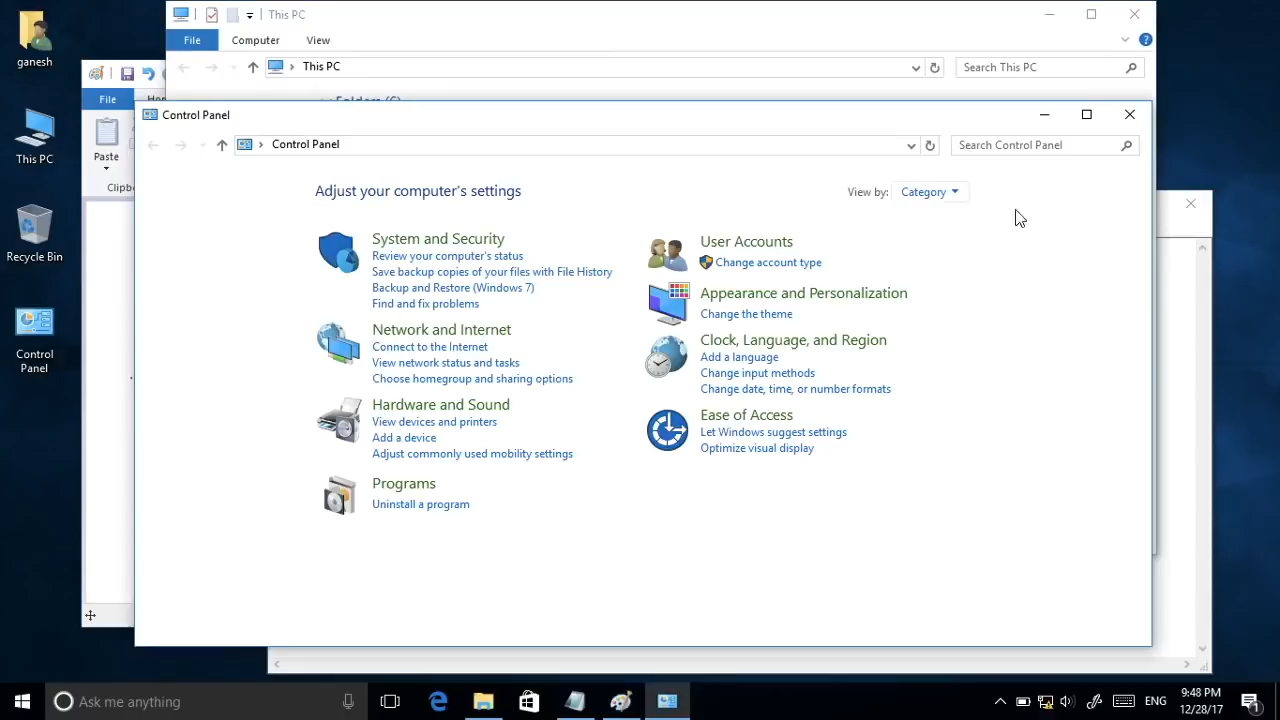 ganesh
This PC
Recycle Bin
Control
Panel
This PC
File
Computer
View
This PC
Search This PC
File
Paste
Control Panel
Control Panel
Search Control Panel
Adjust your computer's settings
View by:
Category
System and Security
Review your computer's status
Save backup copies of your files with File History
Backup and Restore (Windows 7)
Find and fix problems
Network and Internet
Connect to the Internet
View network status and tasks
Choose homegroup and sharing options
Hardware and Sound
View devices and printers
Add a device
Adjust commonly used mobility settings
Programs
Uninstall a program
User Accounts
Change account type
Appearance and Personalization
Change the theme
Clock, Language, and Region
Add a language
Change input methods
Change date, time, or number formats
Ease of Access
Let Windows suggest settings
Optimize visual display
Ask me anything
ENG
9:48 PM
12/28/17
1